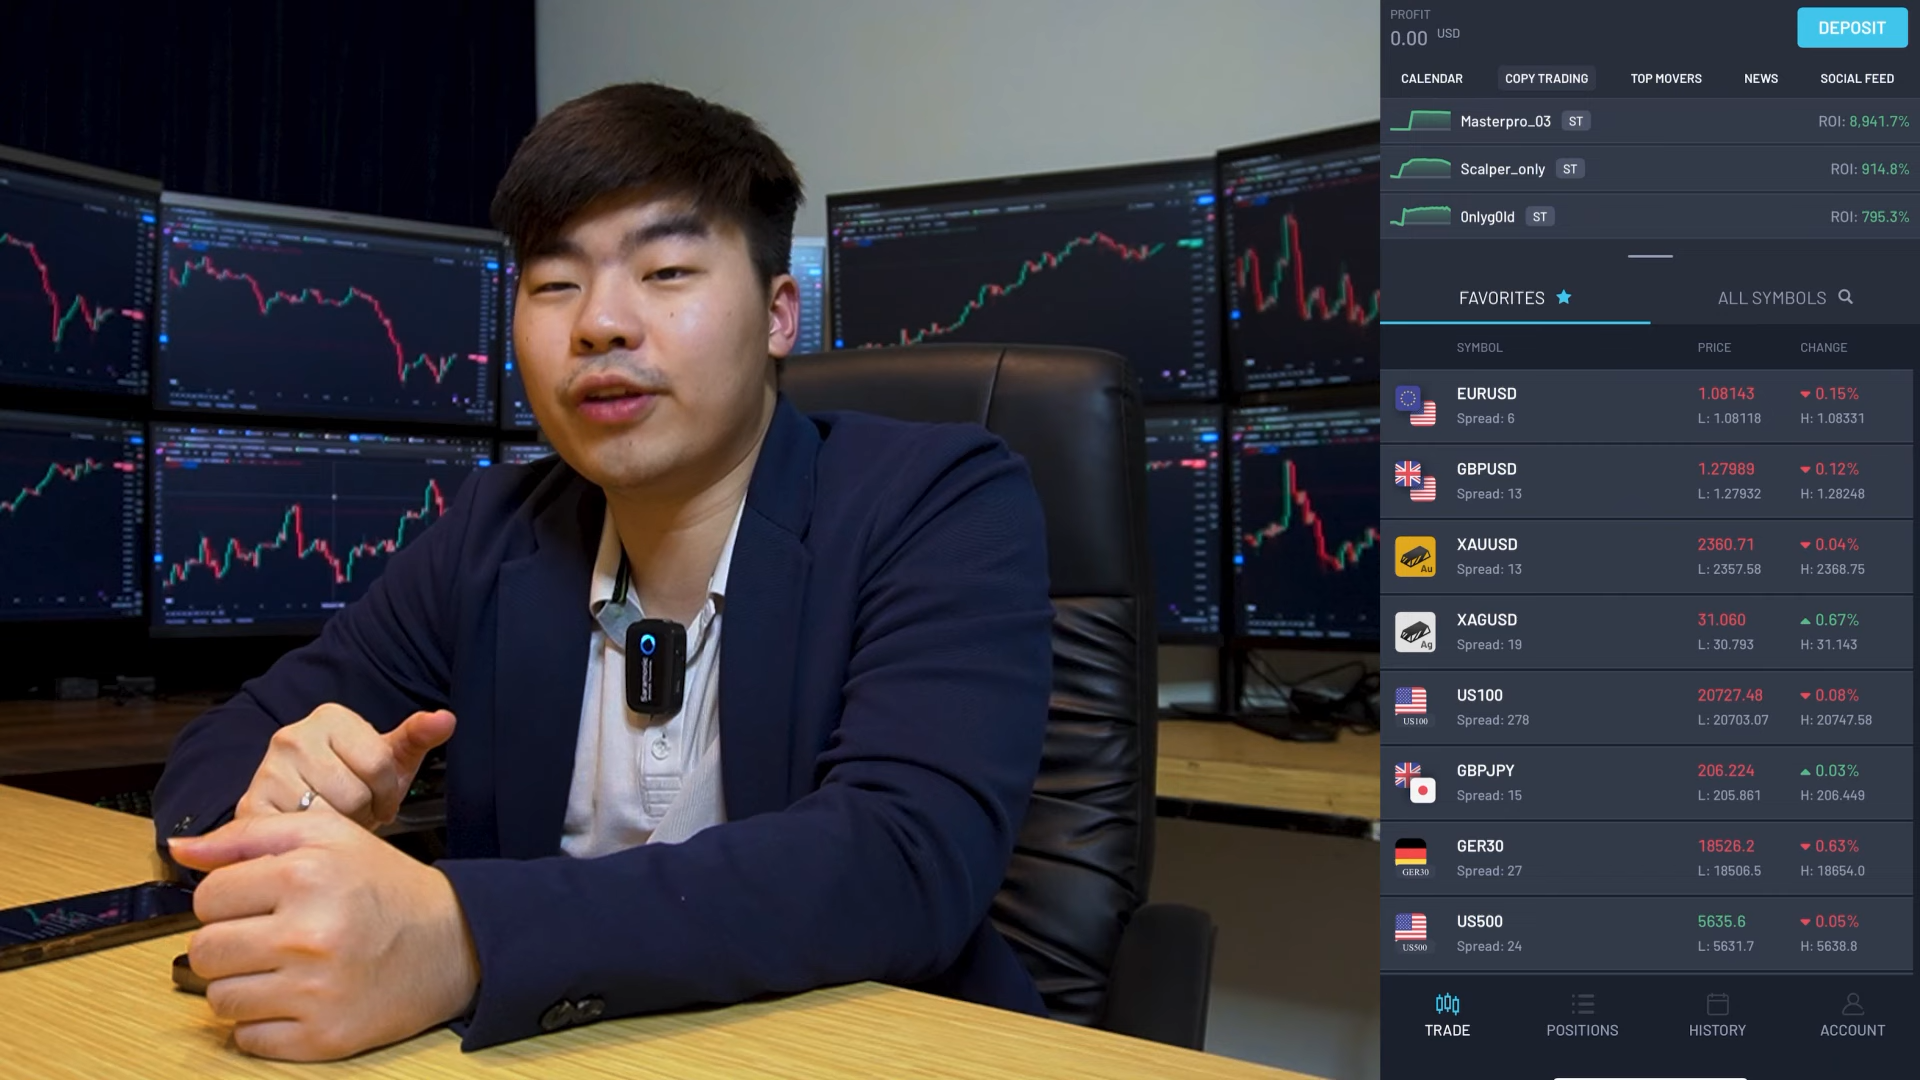 PROFIT
0.00 USD
DEPOSIT
CALENDAR COPY TRADING TOP MOVERS NEWS SOCIAL FEED
Masterpro_03 ST ROI: 8,941.7%
Scalper_only ST ROI: 914.8%
0nlyg0ld ST ROI: 795.3%
FAVORITES ALL SYMBOLS
SYMBOL PRICE CHANGE
EURUSD 1.08143 0.15%
Spread: 6 L: 1.08118 H: 1.08331
GBPUSD 1.27989 0.12%
Spread: 13 L: 1.27932 H: 1.28248
XAUUSD 2360.71 0.04%
Au Spread: 13 L: 2357.58 H: 2368.75
XAGUSD 31.060 0.67%
Ag Spread: 19 L: 30.793 H: 31.143
US100 20727.48 0.08%
US100 Spread: 278 L: 20703.07 H: 20747.58
GBPJPY 206.224 0.03%
Spread: 15 L: 205.861 H: 206.449
GER30 18526.2 0.63%
GER30 Spread: 27 L: 18506.5 H: 18654.0
US500 5635.6 0.05%
US500 Spread: 24 L: 5631.7 H: 5638.8
TRADE POSITIONS HISTORY ACCOUNT
Saramonic